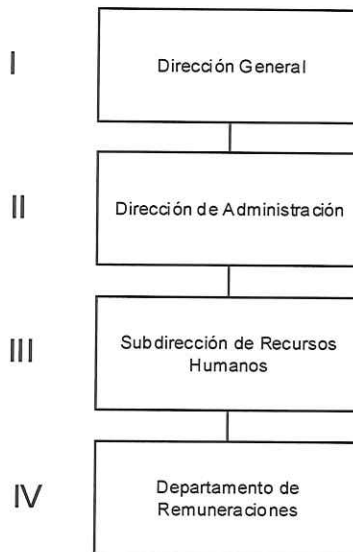 I
Dirección General
II
Dirección de Administración
III
Subdirección de Recursos
Humanos
IV
Departamento de
Remuneraciones